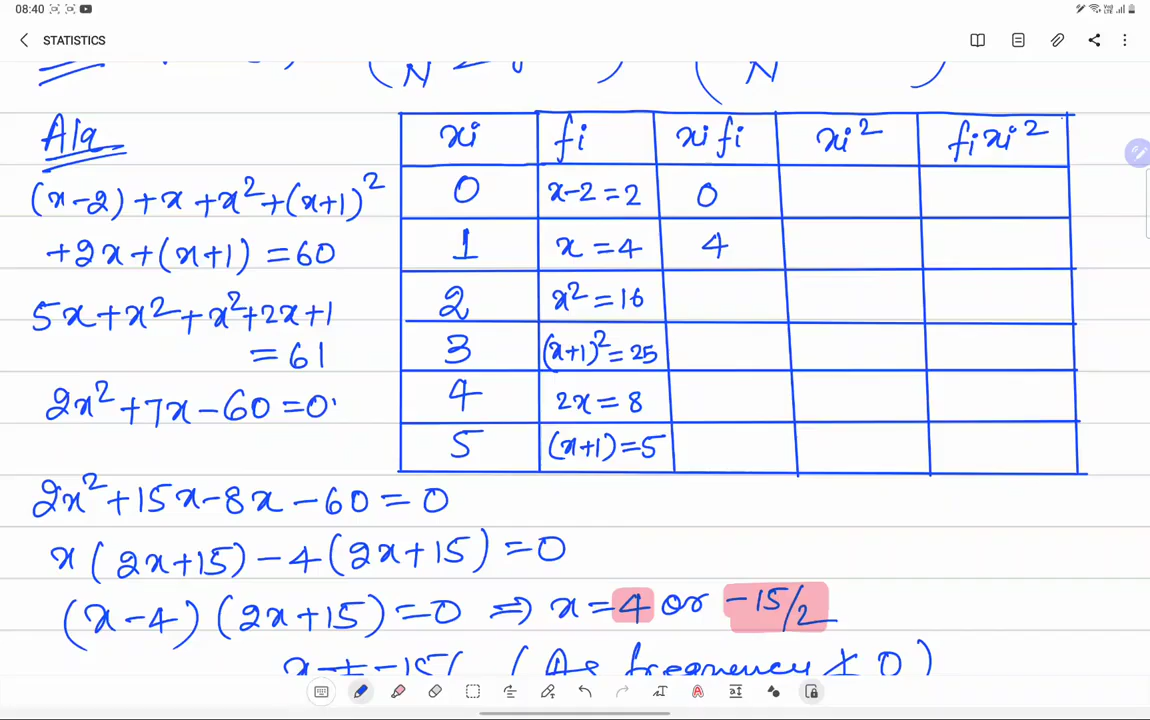 08:40
STATISTICS
N
N
A/q
(x-2) + x + x² + (x+1)²
+2x + (x+1) = 60
5x + x² + x² + 2x + 1
= 61
2x² + 7x - 60 = 0
xi fi xifi xi² fixi²
0 x-2=2 0
1 x=4 4
2 x²=16
3 (x+1)²=25
4 2x=8
5 (x+1)=5
2x² + 15x - 8x - 60 = 0
x(2x+15) - 4(2x+15) = 0
(x-4)(2x+15) = 0 ⇒ x = 4 or -15/2
(As frequency ≮ 0)